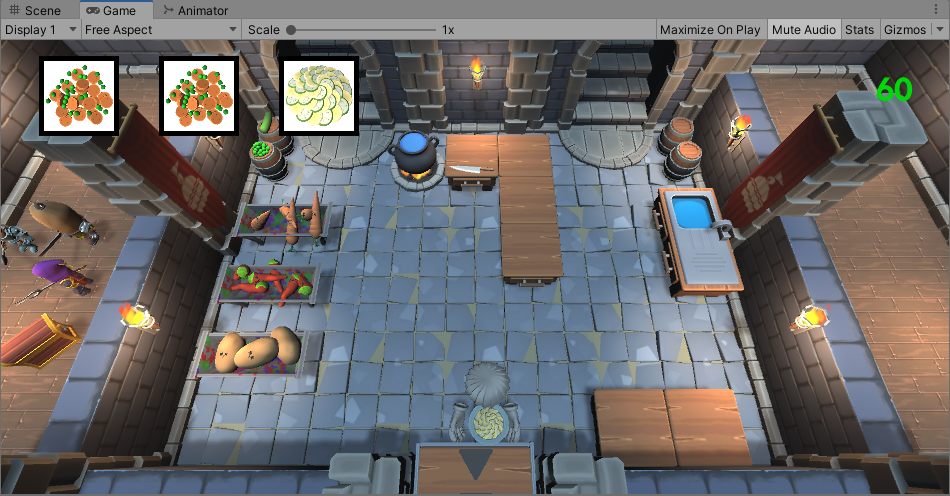 Scene Game Animator
Display 1 Free Aspect Scale 1x Maximize On Play Mute Audio Stats Gizmos
60